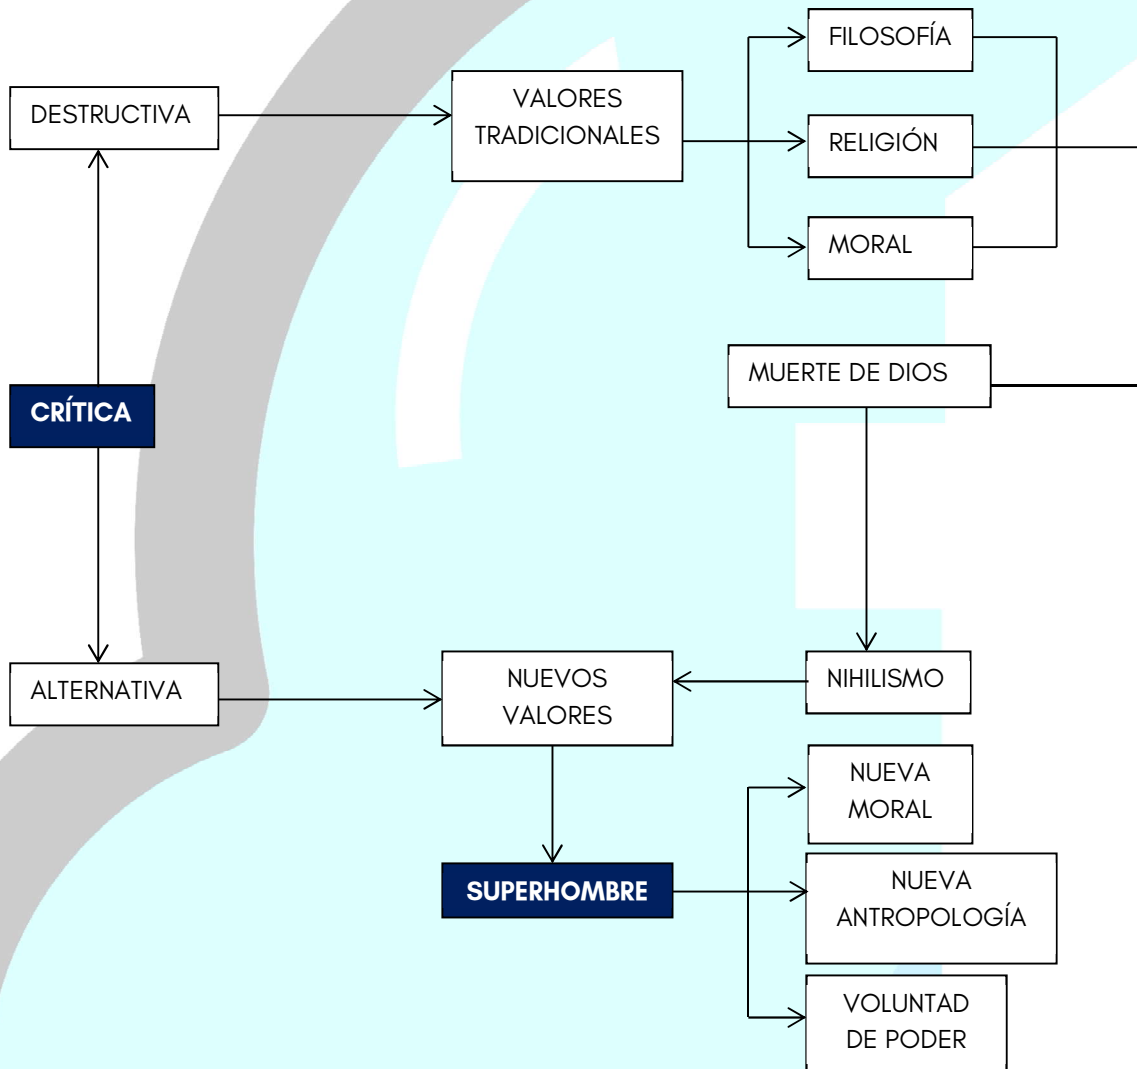 FILOSOFÍA
DESTRUCTIVA
VALORES
TRADICIONALES
RELIGIÓN
MORAL
MUERTE DE DIOS
CRÍTICA
ALTERNATIVA
NUEVOS
VALORES
NIHILISMO
NUEVA
MORAL
SUPERHOMBRE
NUEVA
ANTROPOLOGÍA
VOLUNTAD
DE PODER